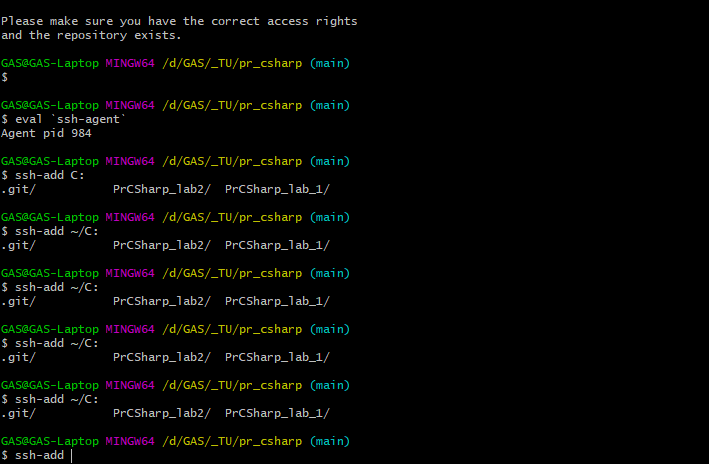 Please make sure you have the correct access rights
and the repository exists.
GAS@GAS-Laptop MINGW64 /d/GAS/_TU/pr_csharp (main)
$
GAS@GAS-Laptop MINGW64 /d/GAS/_TU/pr_csharp (main)
$ eval `ssh-agent`
Agent pid 984
GAS@GAS-Laptop MINGW64 /d/GAS/_TU/pr_csharp (main)
$ ssh-add C:
.git/           PrCSharp_lab2/  PrCSharp_lab_1/
GAS@GAS-Laptop MINGW64 /d/GAS/_TU/pr_csharp (main)
$ ssh-add ~/C:
.git/           PrCSharp_lab2/  PrCSharp_lab_1/
GAS@GAS-Laptop MINGW64 /d/GAS/_TU/pr_csharp (main)
$ ssh-add ~/C:
.git/           PrCSharp_lab2/  PrCSharp_lab_1/
GAS@GAS-Laptop MINGW64 /d/GAS/_TU/pr_csharp (main)
$ ssh-add ~/C:
.git/           PrCSharp_lab2/  PrCSharp_lab_1/
GAS@GAS-Laptop MINGW64 /d/GAS/_TU/pr_csharp (main)
$ ssh-add ~/C:
.git/           PrCSharp_lab2/  PrCSharp_lab_1/
GAS@GAS-Laptop MINGW64 /d/GAS/_TU/pr_csharp (main)
$ ssh-add